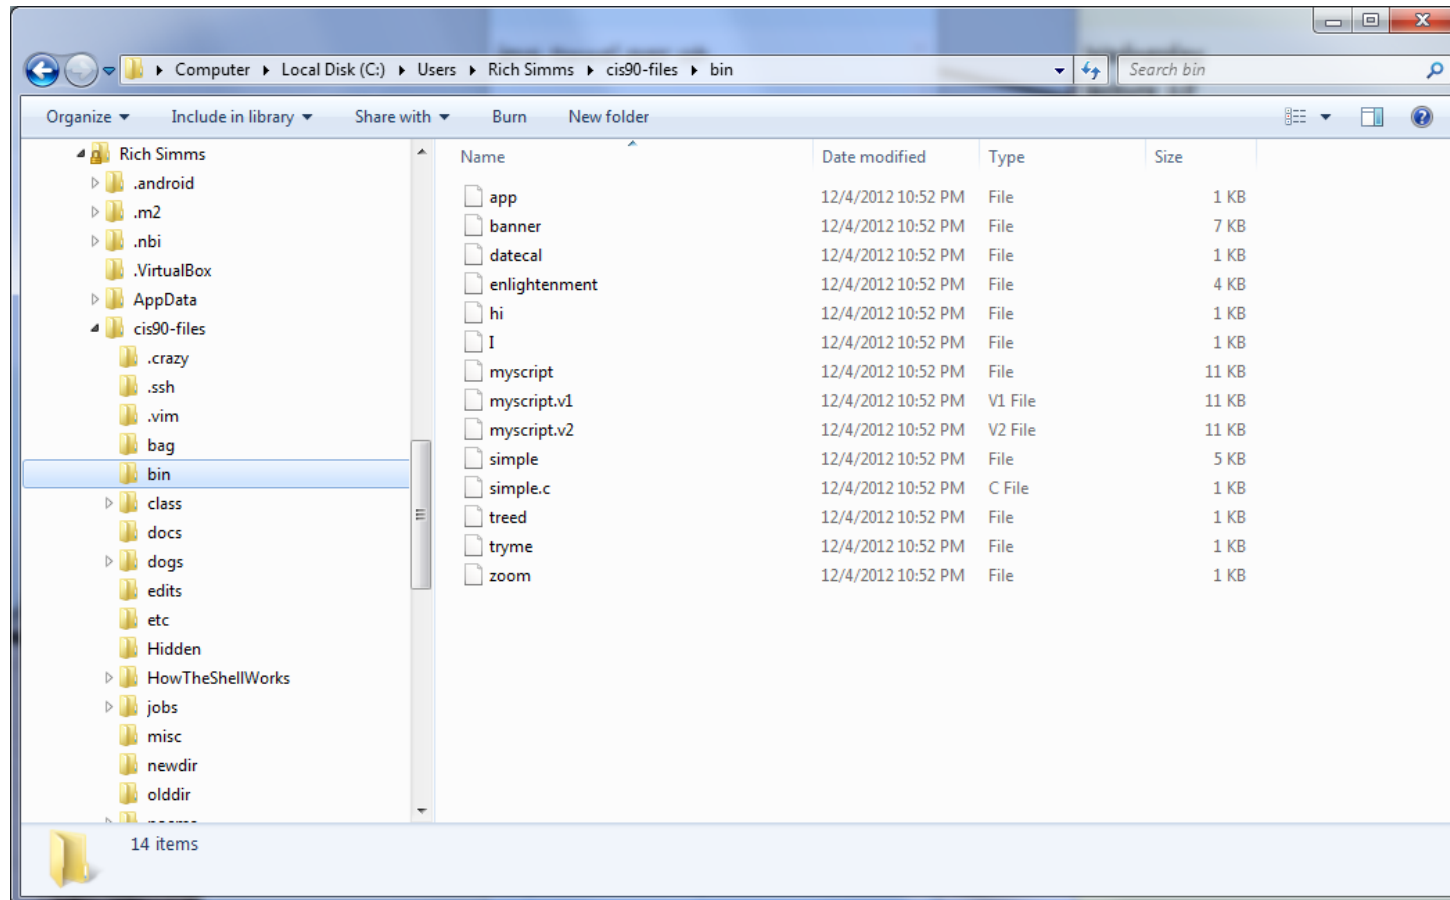 Computer Local Disk (C:) Users Rich Simms cis90-files bin Search bin
Organize Include in library Share with Burn New folder
Rich Simms
.android
.m2
.nbi
.VirtualBox
AppData
cis90-files
.crazy
.ssh
.vim
bag
bin
class
docs
dogs
edits
etc
Hidden
HowTheShellWorks
jobs
misc
newdir
olddir
Name Date modified Type Size
app 12/4/2012 10:52 PM File 1 KB
banner 12/4/2012 10:52 PM File 7 KB
datecal 12/4/2012 10:52 PM File 1 KB
enlightenment 12/4/2012 10:52 PM File 4 KB
hi 12/4/2012 10:52 PM File 1 KB
I 12/4/2012 10:52 PM File 1 KB
myscript 12/4/2012 10:52 PM File 11 KB
myscript.v1 12/4/2012 10:52 PM V1 File 11 KB
myscript.v2 12/4/2012 10:52 PM V2 File 11 KB
simple 12/4/2012 10:52 PM File 5 KB
simple.c 12/4/2012 10:52 PM C File 1 KB
treed 12/4/2012 10:52 PM File 1 KB
tryme 12/4/2012 10:52 PM File 1 KB
zoom 12/4/2012 10:52 PM File 1 KB
14 items